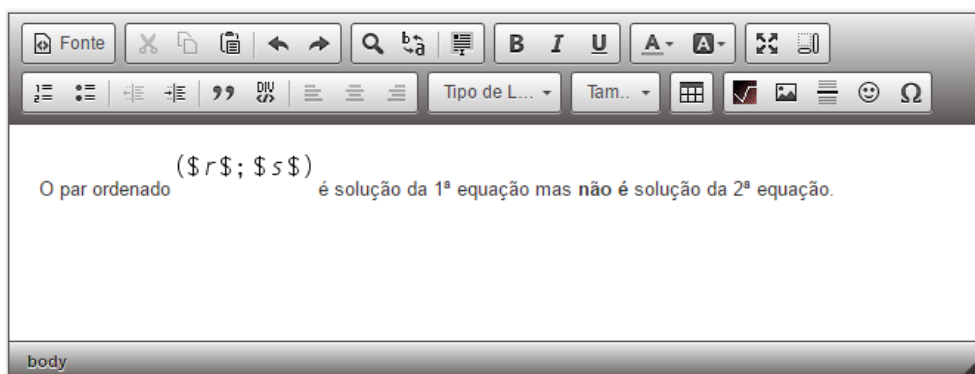 Fonte
B I U A A
Tipo de L... Tam.. Ω
O par ordenado ($r$; $s$) é solução da 1ª equação mas não é solução da 2ª equação.
body